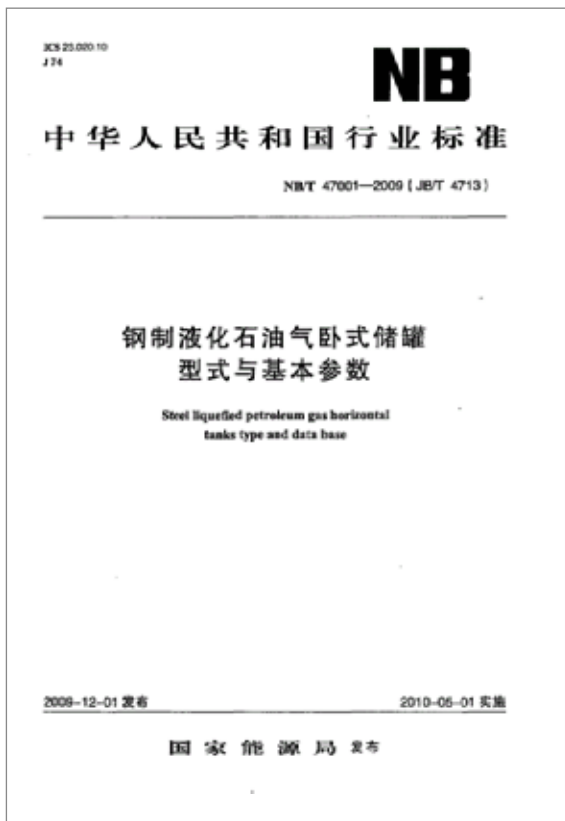 ICS 23.020.10
J 74
NB
中华人民共和国行业标准
NB/T 47001—2009（JB/T 4713）
钢制液化石油气卧式储罐
型式与基本参数
Steel liquefied petroleum gas horizontal
tanks type and data base
2009-12-01 发布
2010-05-01 实施
国家能源局 发布